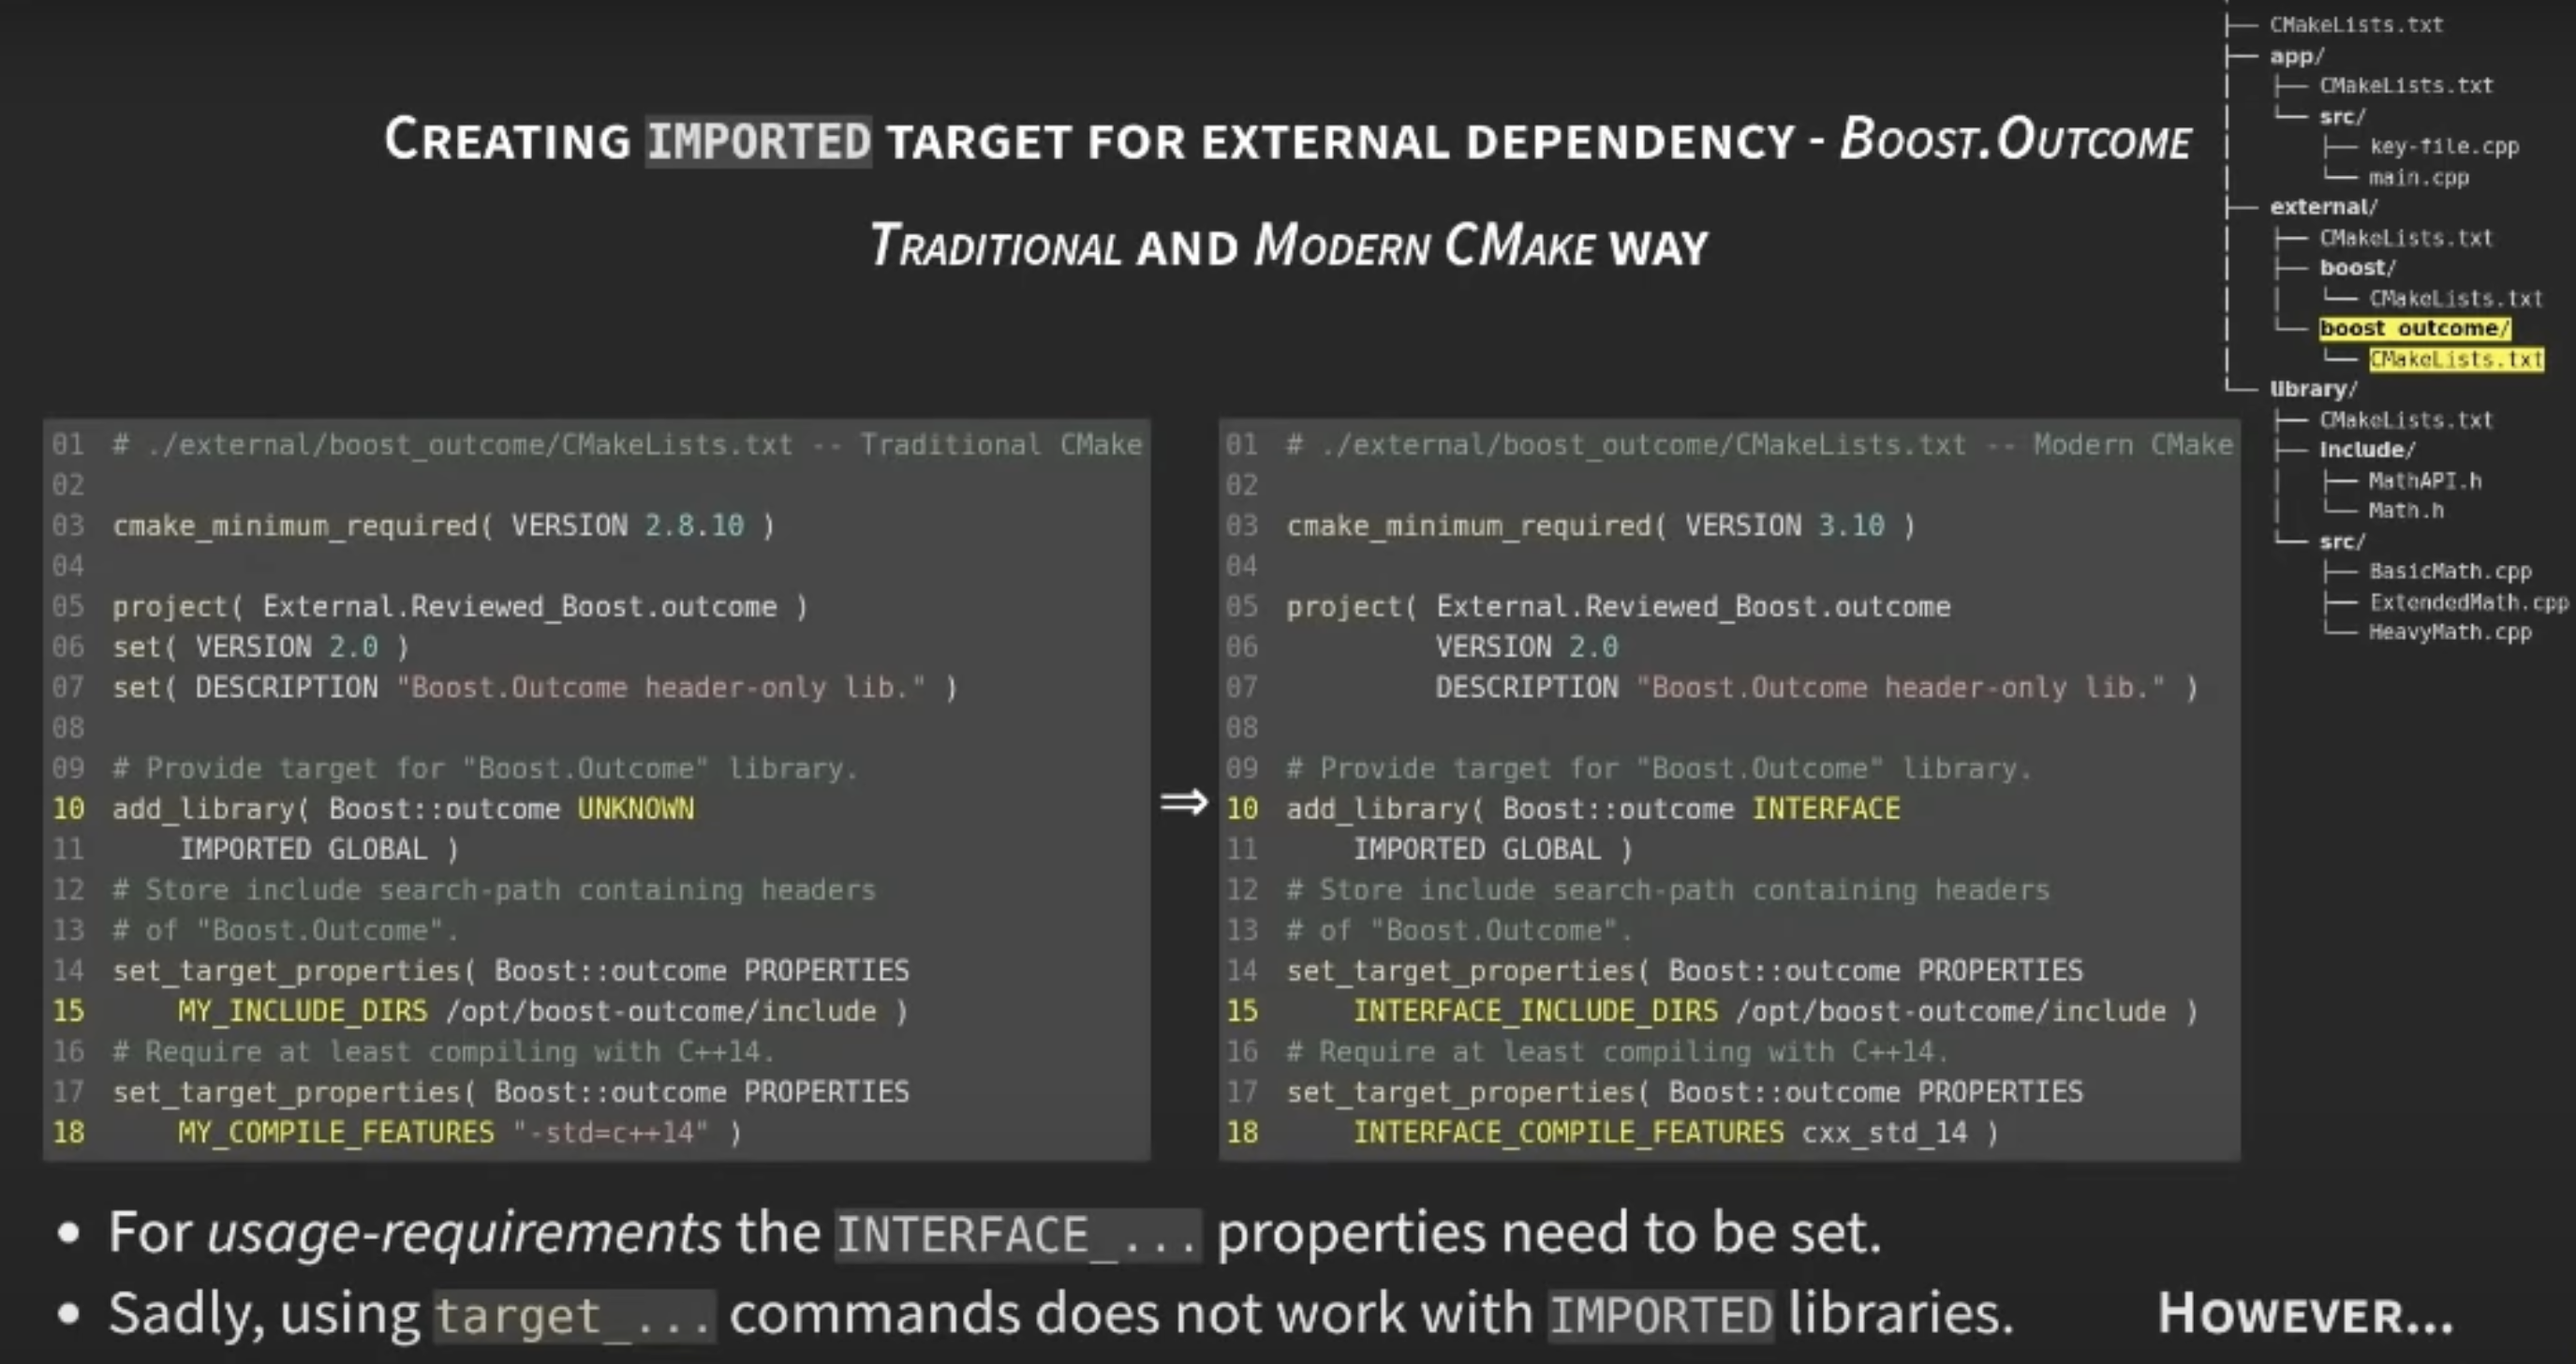 CREATING IMPORTED TARGET FOR EXTERNAL DEPENDENCY - BOOST.OUTCOME
TRADITIONAL AND MODERN CMAKE WAY
├── CMakeLists.txt
├── app/
│   ├── CMakeLists.txt
│   └── src/
│       ├── key-file.cpp
│       └── main.cpp
├── external/
│   ├── CMakeLists.txt
│   ├── boost/
│   │   └── CMakeLists.txt
│   └── boost_outcome/
│       └── CMakeLists.txt
└── library/
    ├── CMakeLists.txt
    ├── include/
    │   ├── MathAPI.h
    │   └── Math.h
    └── src/
        ├── BasicMath.cpp
        ├── ExtendedMath.cpp
        └── HeavyMath.cpp
01 # ./external/boost_outcome/CMakeLists.txt -- Traditional CMake
02
03 cmake_minimum_required( VERSION 2.8.10 )
04
05 project( External.Reviewed_Boost.outcome )
06 set( VERSION 2.0 )
07 set( DESCRIPTION "Boost.Outcome header-only lib." )
08
09 # Provide target for "Boost.Outcome" library.
10 add_library( Boost::outcome UNKNOWN
11     IMPORTED GLOBAL )
12 # Store include search-path containing headers
13 # of "Boost.Outcome".
14 set_target_properties( Boost::outcome PROPERTIES
15     MY_INCLUDE_DIRS /opt/boost-outcome/include )
16 # Require at least compiling with C++14.
17 set_target_properties( Boost::outcome PROPERTIES
18     MY_COMPILE_FEATURES "-std=c++14" )
⇒
01 # ./external/boost_outcome/CMakeLists.txt -- Modern CMake
02
03 cmake_minimum_required( VERSION 3.10 )
04
05 project( External.Reviewed_Boost.outcome
06          VERSION 2.0
07          DESCRIPTION "Boost.Outcome header-only lib." )
08
09 # Provide target for "Boost.Outcome" library.
10 add_library( Boost::outcome INTERFACE
11     IMPORTED GLOBAL )
12 # Store include search-path containing headers
13 # of "Boost.Outcome".
14 set_target_properties( Boost::outcome PROPERTIES
15     INTERFACE_INCLUDE_DIRS /opt/boost-outcome/include )
16 # Require at least compiling with C++14.
17 set_target_properties( Boost::outcome PROPERTIES
18     INTERFACE_COMPILE_FEATURES cxx_std_14 )
• For usage-requirements the INTERFACE_... properties need to be set.
• Sadly, using target_... commands does not work with IMPORTED libraries.
HOWEVER...